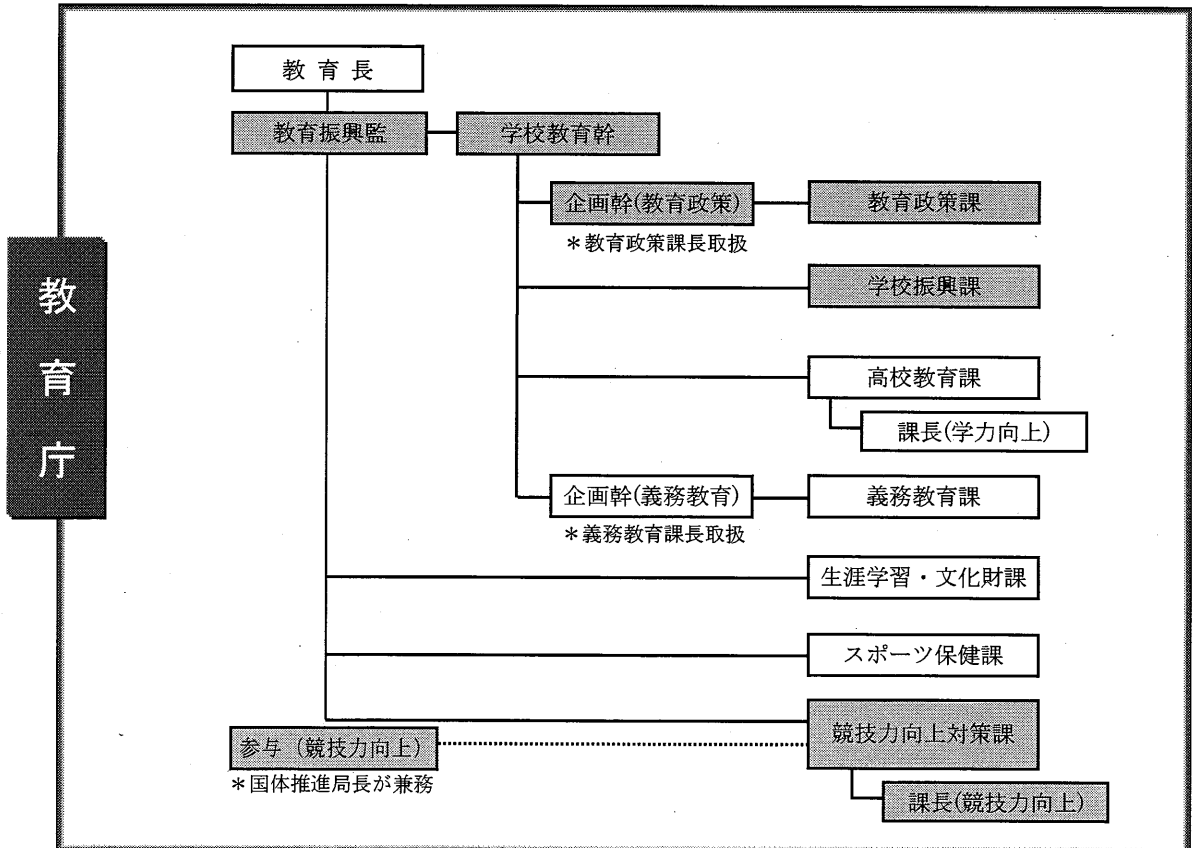 教育庁
教育長
教育振興監
学校教育幹
企画幹(教育政策)
教育政策課
＊教育政策課長取扱
学校振興課
高校教育課
課長(学力向上)
企画幹(義務教育)
義務教育課
＊義務教育課長取扱
生涯学習・文化財課
スポーツ保健課
競技力向上対策課
参与（競技力向上）
＊国体推進局長が兼務
課長(競技力向上)